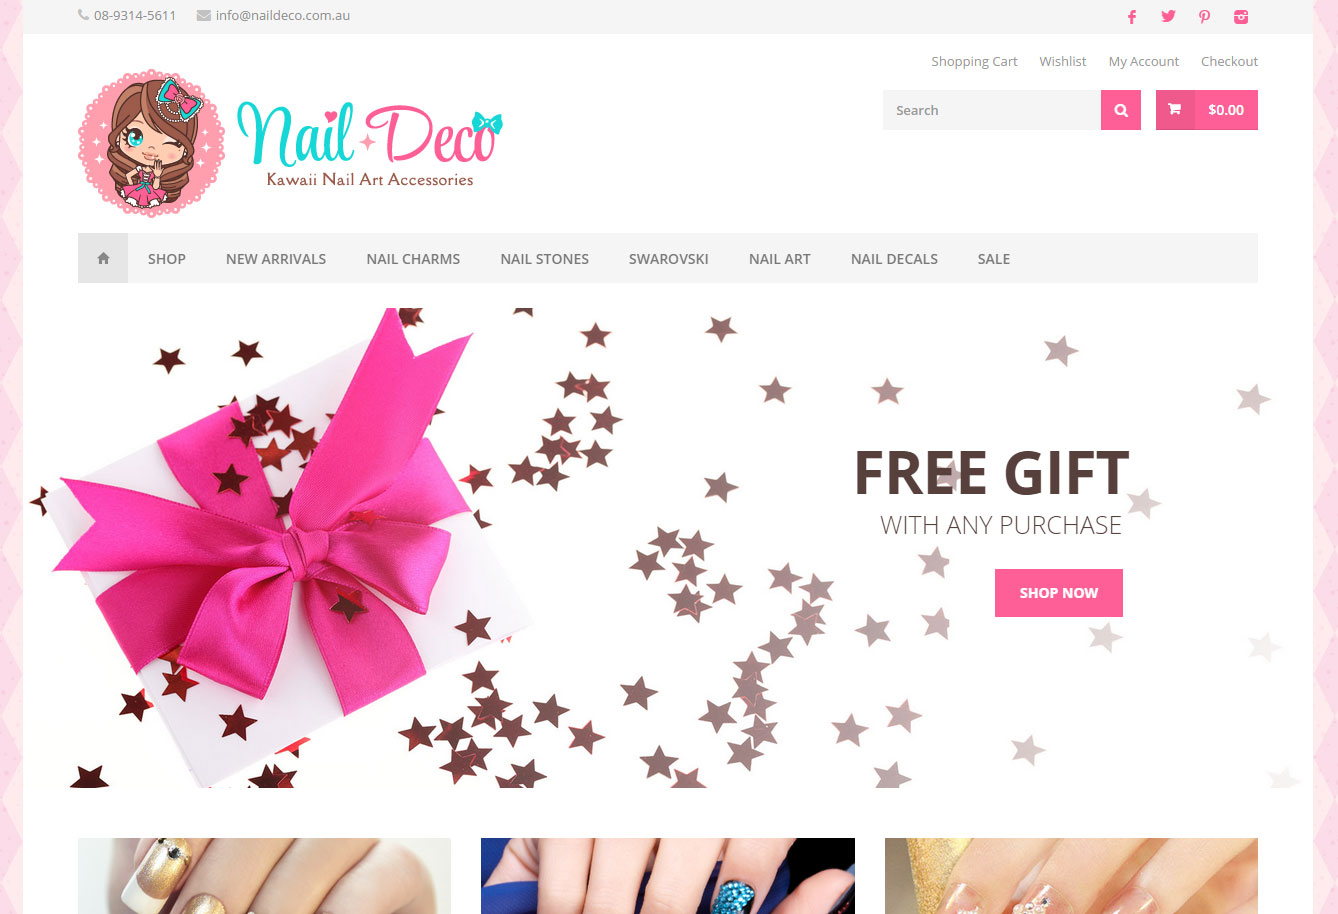 08-9314-5611 info@naildeco.com.au
Shopping Cart Wishlist My Account Checkout
Search $0.00
Nail Deco
Kawaii Nail Art Accessories
SHOP NEW ARRIVALS NAIL CHARMS NAIL STONES SWAROVSKI NAIL ART NAIL DECALS SALE
FREE GIFT
WITH ANY PURCHASE
SHOP NOW